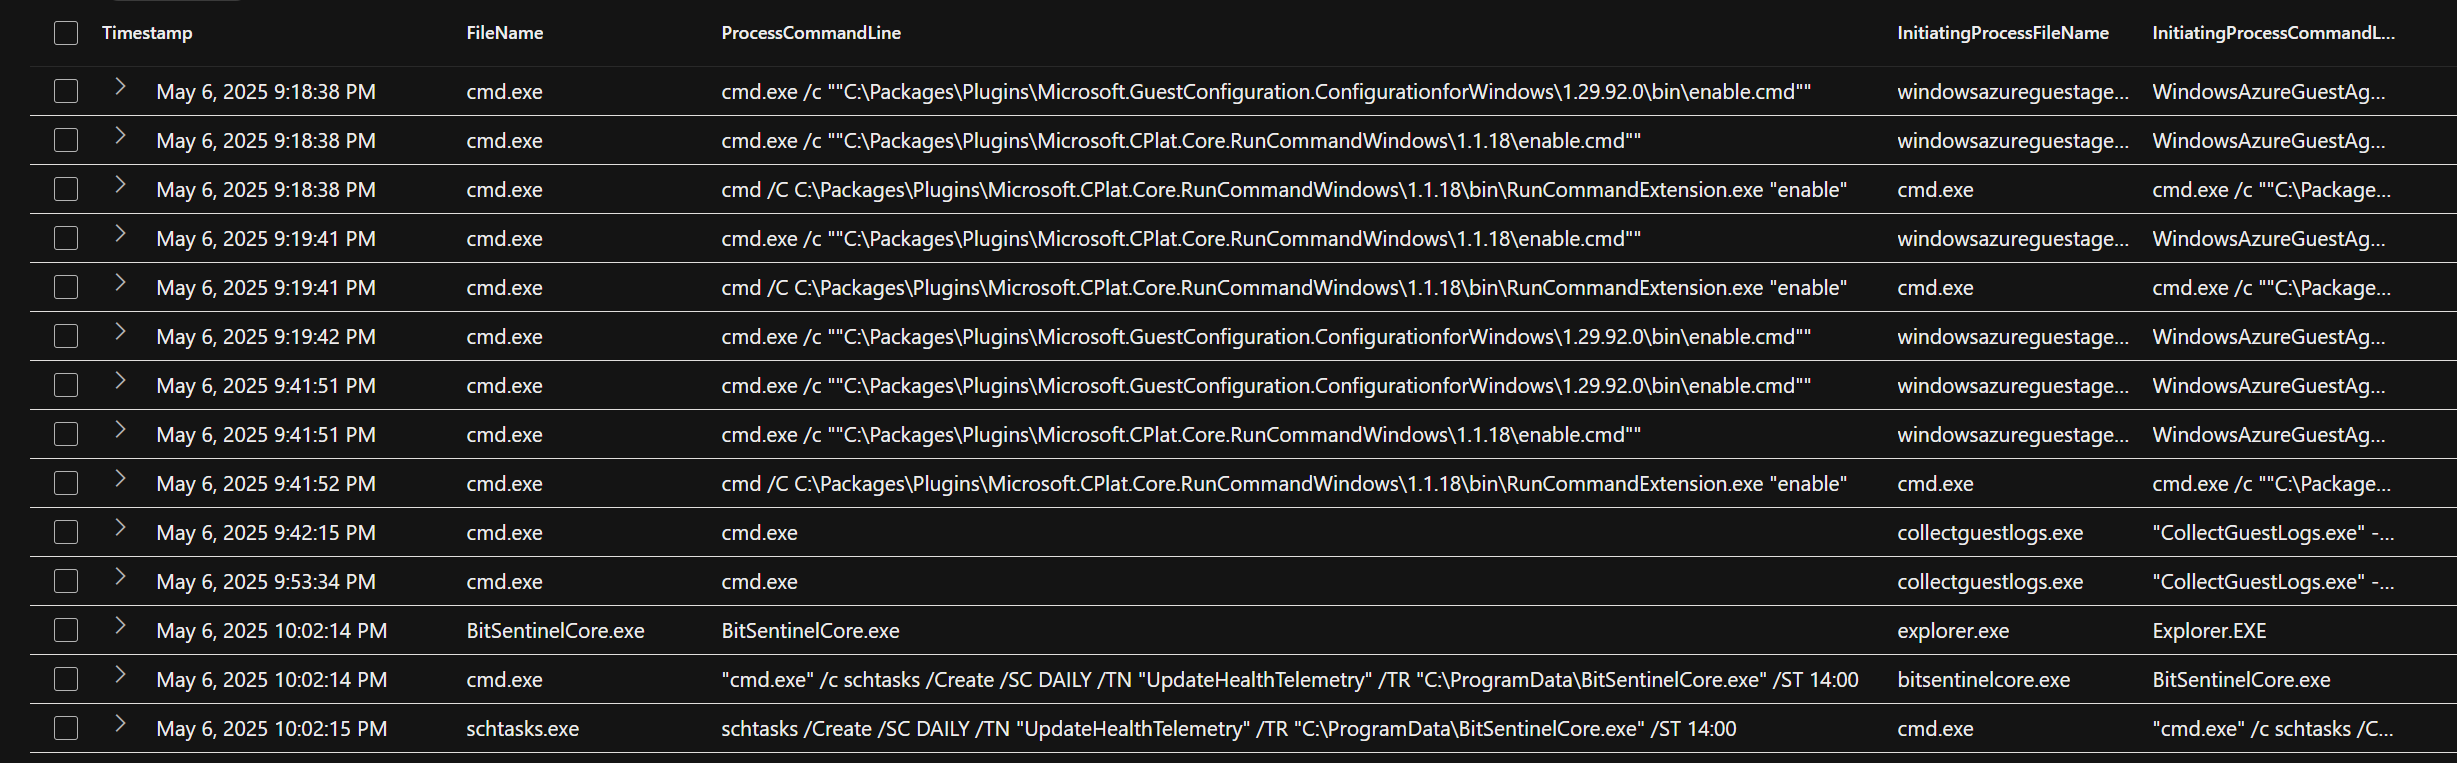 Timestamp FileName ProcessCommandLine InitiatingProcessFileName InitiatingProcessCommandL...
May 6, 2025 9:18:38 PM cmd.exe cmd.exe /c ""C:\Packages\Plugins\Microsoft.GuestConfiguration.ConfigurationforWindows\1.29.92.0\bin\enable.cmd"" windowsazureguestage... WindowsAzureGuestAg...
May 6, 2025 9:18:38 PM cmd.exe cmd.exe /c ""C:\Packages\Plugins\Microsoft.CPlat.Core.RunCommandWindows\1.1.18\enable.cmd"" windowsazureguestage... WindowsAzureGuestAg...
May 6, 2025 9:18:38 PM cmd.exe cmd /C C:\Packages\Plugins\Microsoft.CPlat.Core.RunCommandWindows\1.1.18\bin\RunCommandExtension.exe "enable" cmd.exe cmd.exe /c ""C:\Package...
May 6, 2025 9:19:41 PM cmd.exe cmd.exe /c ""C:\Packages\Plugins\Microsoft.CPlat.Core.RunCommandWindows\1.1.18\enable.cmd"" windowsazureguestage... WindowsAzureGuestAg...
May 6, 2025 9:19:41 PM cmd.exe cmd /C C:\Packages\Plugins\Microsoft.CPlat.Core.RunCommandWindows\1.1.18\bin\RunCommandExtension.exe "enable" cmd.exe cmd.exe /c ""C:\Package...
May 6, 2025 9:19:42 PM cmd.exe cmd.exe /c ""C:\Packages\Plugins\Microsoft.GuestConfiguration.ConfigurationforWindows\1.29.92.0\bin\enable.cmd"" windowsazureguestage... WindowsAzureGuestAg...
May 6, 2025 9:41:51 PM cmd.exe cmd.exe /c ""C:\Packages\Plugins\Microsoft.GuestConfiguration.ConfigurationforWindows\1.29.92.0\bin\enable.cmd"" windowsazureguestage... WindowsAzureGuestAg...
May 6, 2025 9:41:51 PM cmd.exe cmd.exe /c ""C:\Packages\Plugins\Microsoft.CPlat.Core.RunCommandWindows\1.1.18\enable.cmd"" windowsazureguestage... WindowsAzureGuestAg...
May 6, 2025 9:41:52 PM cmd.exe cmd /C C:\Packages\Plugins\Microsoft.CPlat.Core.RunCommandWindows\1.1.18\bin\RunCommandExtension.exe "enable" cmd.exe cmd.exe /c ""C:\Package...
May 6, 2025 9:42:15 PM cmd.exe cmd.exe collectguestlogs.exe "CollectGuestLogs.exe" -...
May 6, 2025 9:53:34 PM cmd.exe cmd.exe collectguestlogs.exe "CollectGuestLogs.exe" -...
May 6, 2025 10:02:14 PM BitSentinelCore.exe BitSentinelCore.exe explorer.exe Explorer.EXE
May 6, 2025 10:02:14 PM cmd.exe "cmd.exe" /c schtasks /Create /SC DAILY /TN "UpdateHealthTelemetry" /TR "C:\ProgramData\BitSentinelCore.exe" /ST 14:00 bitsentinelcore.exe BitSentinelCore.exe
May 6, 2025 10:02:15 PM schtasks.exe schtasks /Create /SC DAILY /TN "UpdateHealthTelemetry" /TR "C:\ProgramData\BitSentinelCore.exe" /ST 14:00 cmd.exe "cmd.exe" /c schtasks /C...